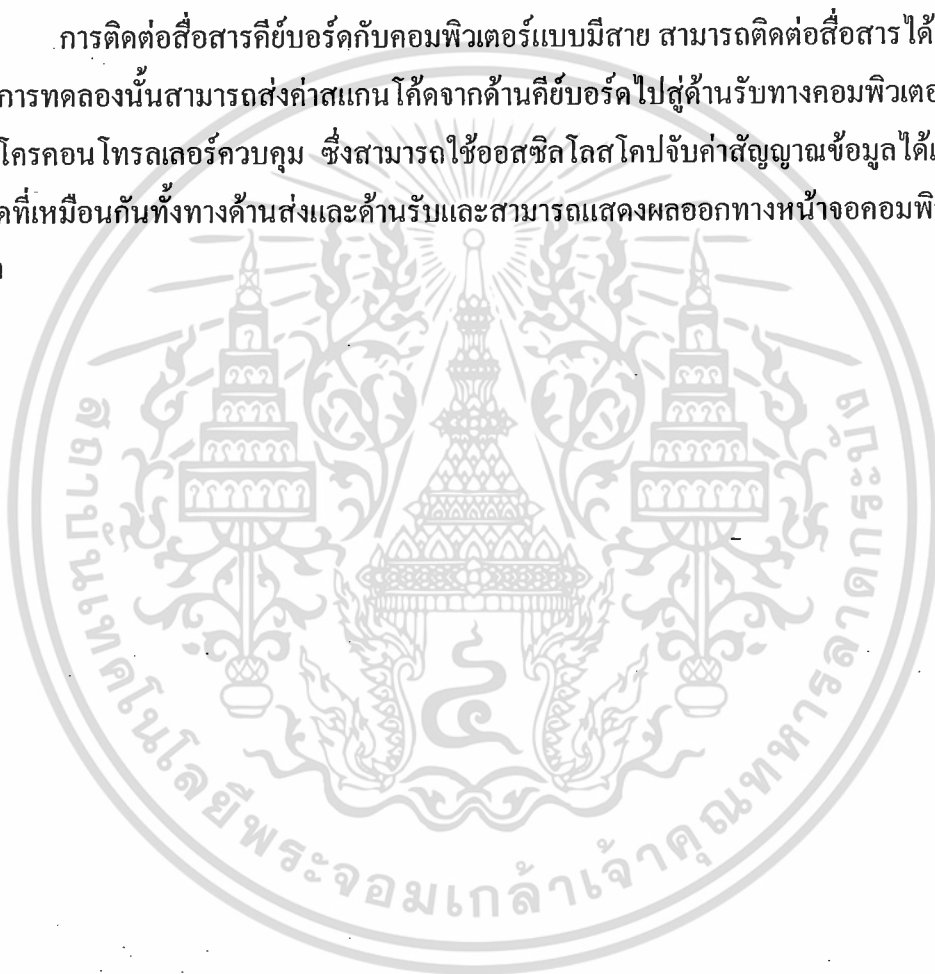 การติดต่อสื่อสารคีย์บอร์ดกับคอมพิวเตอร์แบบมีสาย สามารถติดต่อสื่อสารได้
การทดลองนั้นสามารถส่งค่าสแกนโค้ดจากด้านคีย์บอร์ดไปสู่ด้านรับทางคอมพิวเตอ
โครคอนโทรลเลอร์ควบคุม ซึ่งสามารถใช้ออสซิลโลสโคปจับค่าสัญญาณข้อมูลได้เ
ดที่เหมือนกันทั้งทางด้านส่งและด้านรับและสามารถแสดงผลออกทางหน้าจอคอมพิ
สถาบันเทคโนโลยีพระจอมเกล้าเจ้าคุณทหารลาดกระบัง